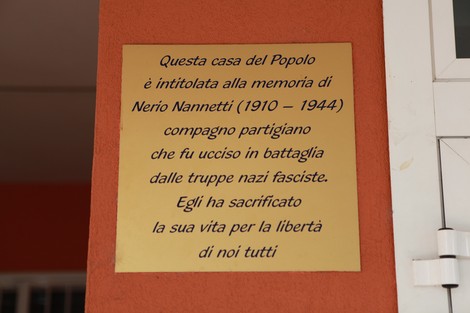 Questa casa del Popolo
è intitolata alla memoria di
Nerio Nannetti (1910 – 1944)
compagno partigiano
che fu ucciso in battaglia
dalle truppe nazi fasciste.
Egli ha sacrificato
la sua vita per la libertà
di noi tutti